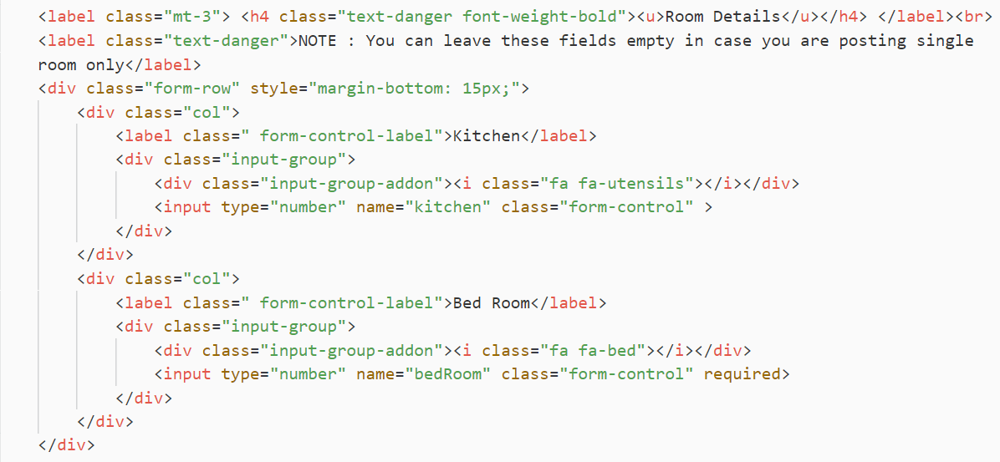 <label class="mt-3"> <h4 class="text-danger font-weight-bold"><u>Room Details</u></h4> </label><br>
<label class="text-danger">NOTE : You can leave these fields empty in case you are posting single
room only</label>
<div class="form-row" style="margin-bottom: 15px;">
    <div class="col">
        <label class=" form-control-label">Kitchen</label>
        <div class="input-group">
            <div class="input-group-addon"><i class="fa fa-utensils"></i></div>
            <input type="number" name="kitchen" class="form-control" >
        </div>
    </div>
    <div class="col">
        <label class=" form-control-label">Bed Room</label>
        <div class="input-group">
            <div class="input-group-addon"><i class="fa fa-bed"></i></div>
            <input type="number" name="bedRoom" class="form-control" required>
        </div>
    </div>
</div>